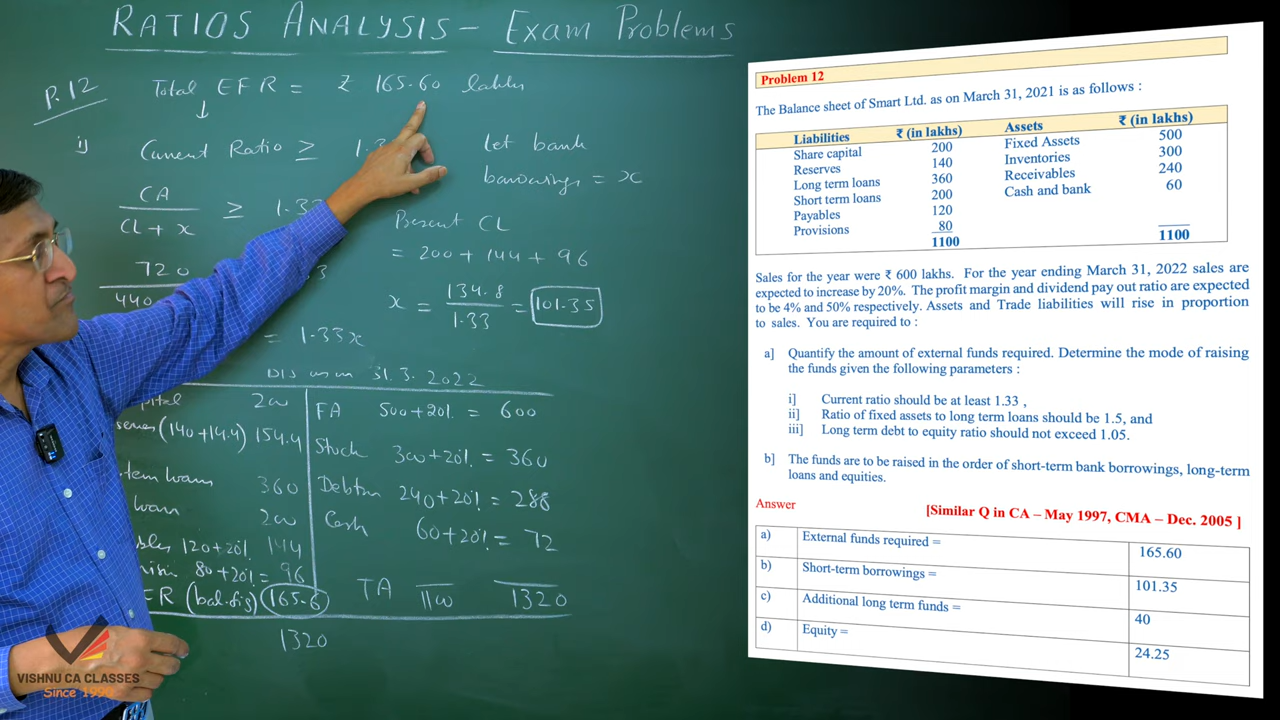 RATIOS ANALYSIS – Exam Problems
P.12
Total EFR = ₹ 165.60 lakhs
↓
i)
Current Ratio ≥ 1.3
let bank
borrowings = x
CA
CL + x
≥ 1.33
Present CL
= 200 + 144 + 96
720
440
x = 134.8 / 1.33 = 101.35
= 1.33x
B/S as on 31.3.2022
200
(140+14.4) 154.4
term loans 360
loan 200
120+20% 144
80+20% = 96
FR (bal. fig) 165.6
1320
FA 500+20% = 600
Stock 300+20% = 360
Debtors 240+20% = 288
Cash 60+20% = 72
TA 1100 1320
VISHNU CA CLASSES
Since 1990
Problem 12
The Balance sheet of Smart Ltd. as on March 31, 2021 is as follows :
Liabilities ₹ (in lakhs) Assets ₹ (in lakhs)
Share capital 200 Fixed Assets 500
Reserves 140 Inventories 300
Long term loans 360 Receivables 240
Short term loans 200 Cash and bank 60
Payables 120
Provisions 80
1100 1100
Sales for the year were ₹ 600 lakhs. For the year ending March 31, 2022 sales are
expected to increase by 20%. The profit margin and dividend pay out ratio are expected
to be 4% and 50% respectively. Assets and Trade liabilities will rise in proportion
to sales. You are required to :
a] Quantify the amount of external funds required. Determine the mode of raising
the funds given the following parameters :
i] Current ratio should be at least 1.33 ,
ii] Ratio of fixed assets to long term loans should be 1.5, and
iii] Long term debt to equity ratio should not exceed 1.05.
b] The funds are to be raised in the order of short-term bank borrowings, long-term
loans and equities.
Answer [Similar Q in CA – May 1997, CMA – Dec. 2005 ]
a) External funds required = 165.60
b) Short-term borrowings = 101.35
c) Additional long term funds = 40
d) Equity = 24.25